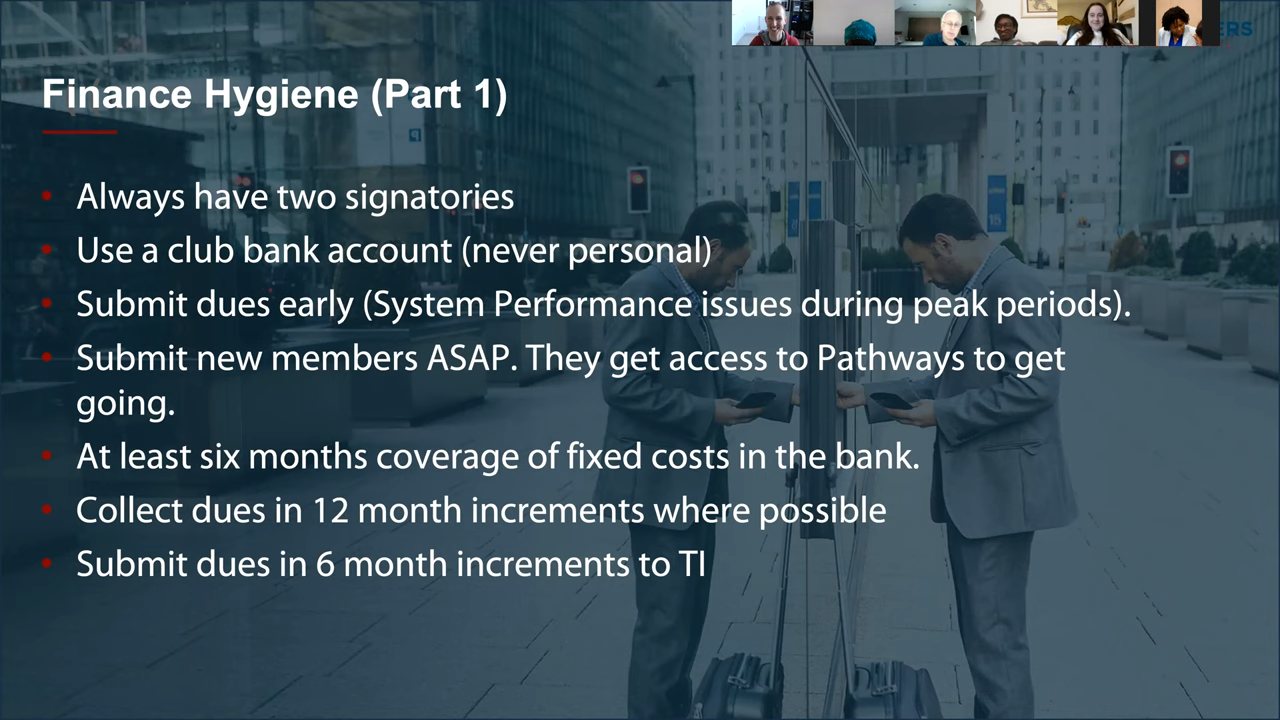 ERS
Finance Hygiene (Part 1)
• Always have two signatories
• Use a club bank account (never personal)
• Submit dues early (System Performance issues during peak periods).
• Submit new members ASAP. They get access to Pathways to get
going.
• At least six months coverage of fixed costs in the bank.
• Collect dues in 12 month increments where possible
• Submit dues in 6 month increments to TI
15